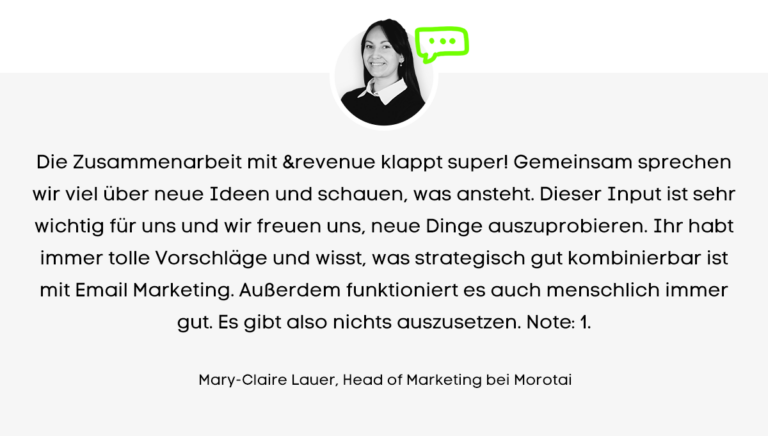 Die Zusammenarbeit mit &revenue klappt super! Gemeinsam sprechen
wir viel über neue Ideen und schauen, was ansteht. Dieser Input ist sehr
wichtig für uns und wir freuen uns, neue Dinge auszuprobieren. Ihr habt
immer tolle Vorschläge und wisst, was strategisch gut kombinierbar ist
mit Email Marketing. Außerdem funktioniert es auch menschlich immer
gut. Es gibt also nichts auszusetzen. Note: 1.
Mary-Claire Lauer, Head of Marketing bei Morotai